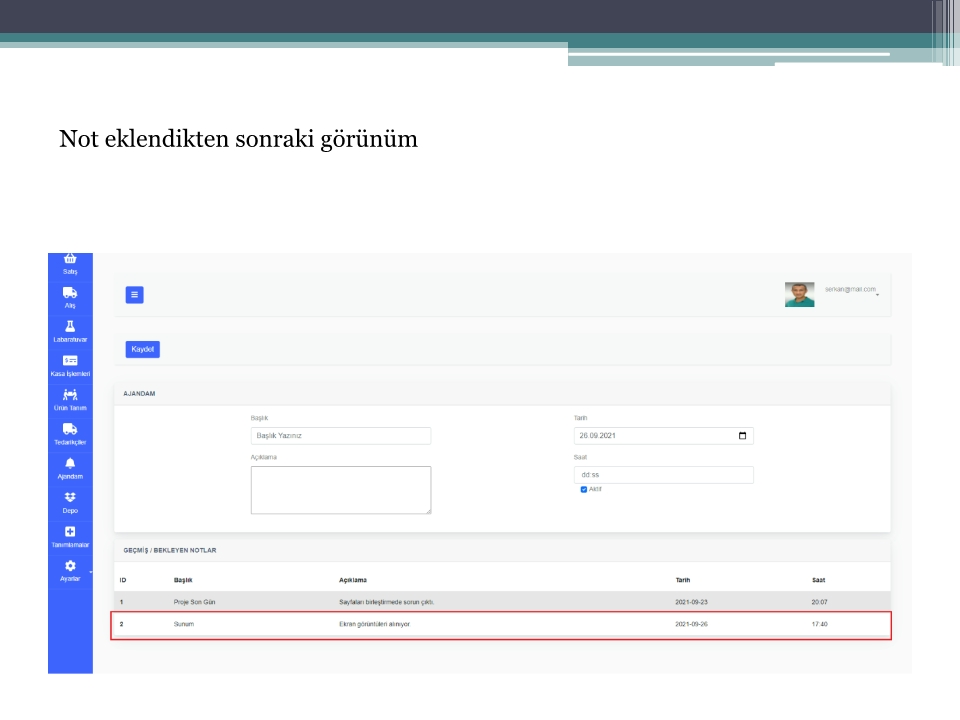 Not eklendikten sonraki görünüm
Satış
Alış
Labaratuvar
Kasa İşlemleri
Ürün Tanım
Tedarikçiler
Ajandam
Depo
Tanımlamalar
Ayarlar
serkan@mail.com
Kaydet
AJANDAM
Başlık
Başlık Yazınız
Açıklama
Tarih
26.09.2021
Saat
dd:ss
Aktif
GEÇMİŞ / BEKLEYEN NOTLAR
ID Başlık Açıklama Tarih Saat
1 Proje Son Gün Sayfaları birleştirmede sorun çıktı. 2021-09-23 20:07
2 Sunum Ekran görüntüleri alınıyor 2021-09-26 17:40